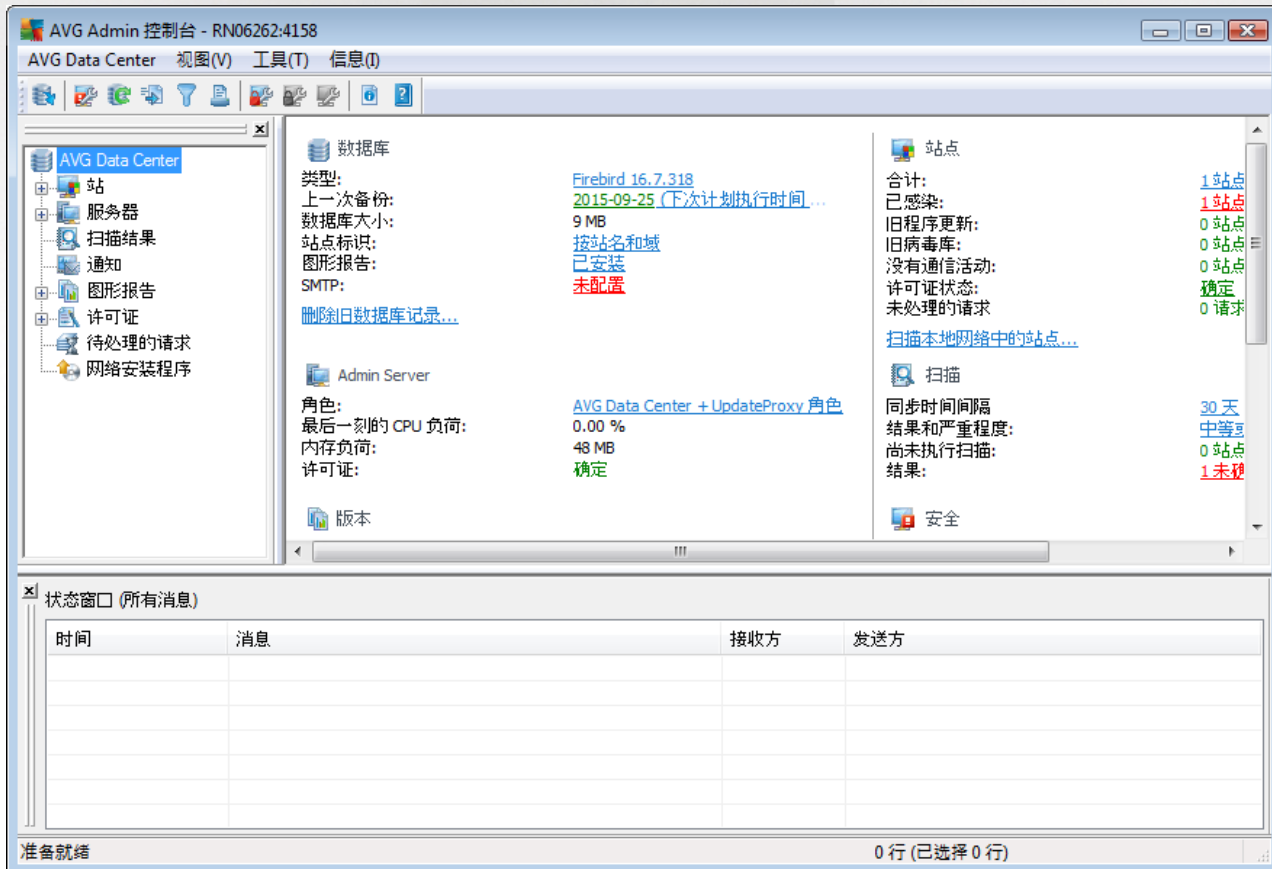 AVG Admin 控制台 - RN06262:4158
AVG Data Center 视图(V) 工具(T) 信息(I)
AVG Data Center
站
服务器
扫描结果
通知
图形报告
许可证
待处理的请求
网络安装程序
数据库
类型: Firebird 16.7.318
上一次备份: 2015-09-25 (下次计划执行时间 ...
数据库大小: 9 MB
站点标识: 按站名和域
图形报告: 已安装
SMTP: 未配置
删除旧数据库记录...
Admin Server
角色: AVG Data Center + UpdateProxy 角色
最后一刻的 CPU 负荷: 0.00 %
内存负荷: 48 MB
许可证: 确定
版本
站点
合计: 1 站点
已感染: 1 站点
旧程序更新: 0 站点
旧病毒库: 0 站点
没有通信活动: 0 站点
许可证状态: 确定
未处理的请求 0 请求
扫描本地网络中的站点...
扫描
同步时间间隔 30 天
结果和严重程度: 中等
尚未执行扫描: 0 站点
结果: 1 未
安全
状态窗口 (所有消息)
时间 消息 接收方 发送方
准备就绪 0 行 (已选择 0 行)